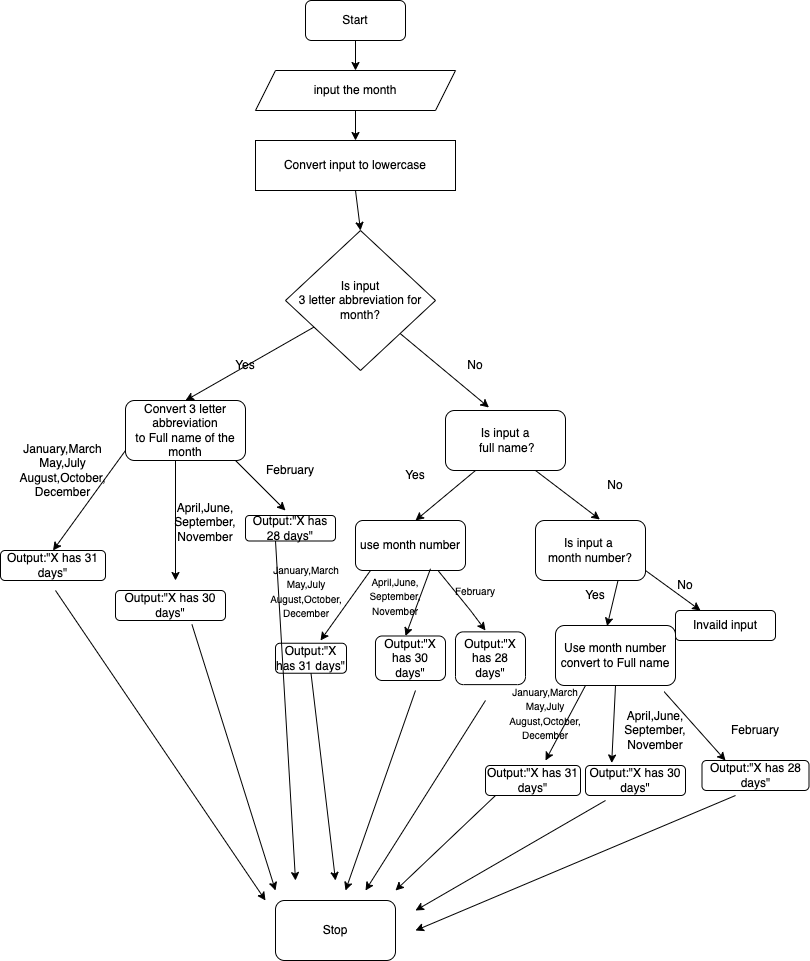 Start
input the month
Convert input to lowercase
Is input
3 letter abbreviation for
month?
Yes
No
Convert 3 letter
abbreviation
to Full name of the
month
Is input a
full name?
January,March
May,July
August,October,
December
April,June,
September,
November
February
Yes
No
Output:"X has 31
days"
Output:"X has 30
days"
Output:"X has
28 days"
use month number
Is input a
month number?
January,March
May,July
August,October,
December
April,June,
September,
November
February
Yes
No
Invaild input
Output:"X
has 31 days"
Output:"X
has 30
days"
Output:"X
has 28
days"
Use month number
convert to Full name
January,March
May,July
August,October,
December
April,June,
September,
November
February
Output:"X has 31
days"
Output:"X has 30
days"
Output:"X has 28
days"
Stop